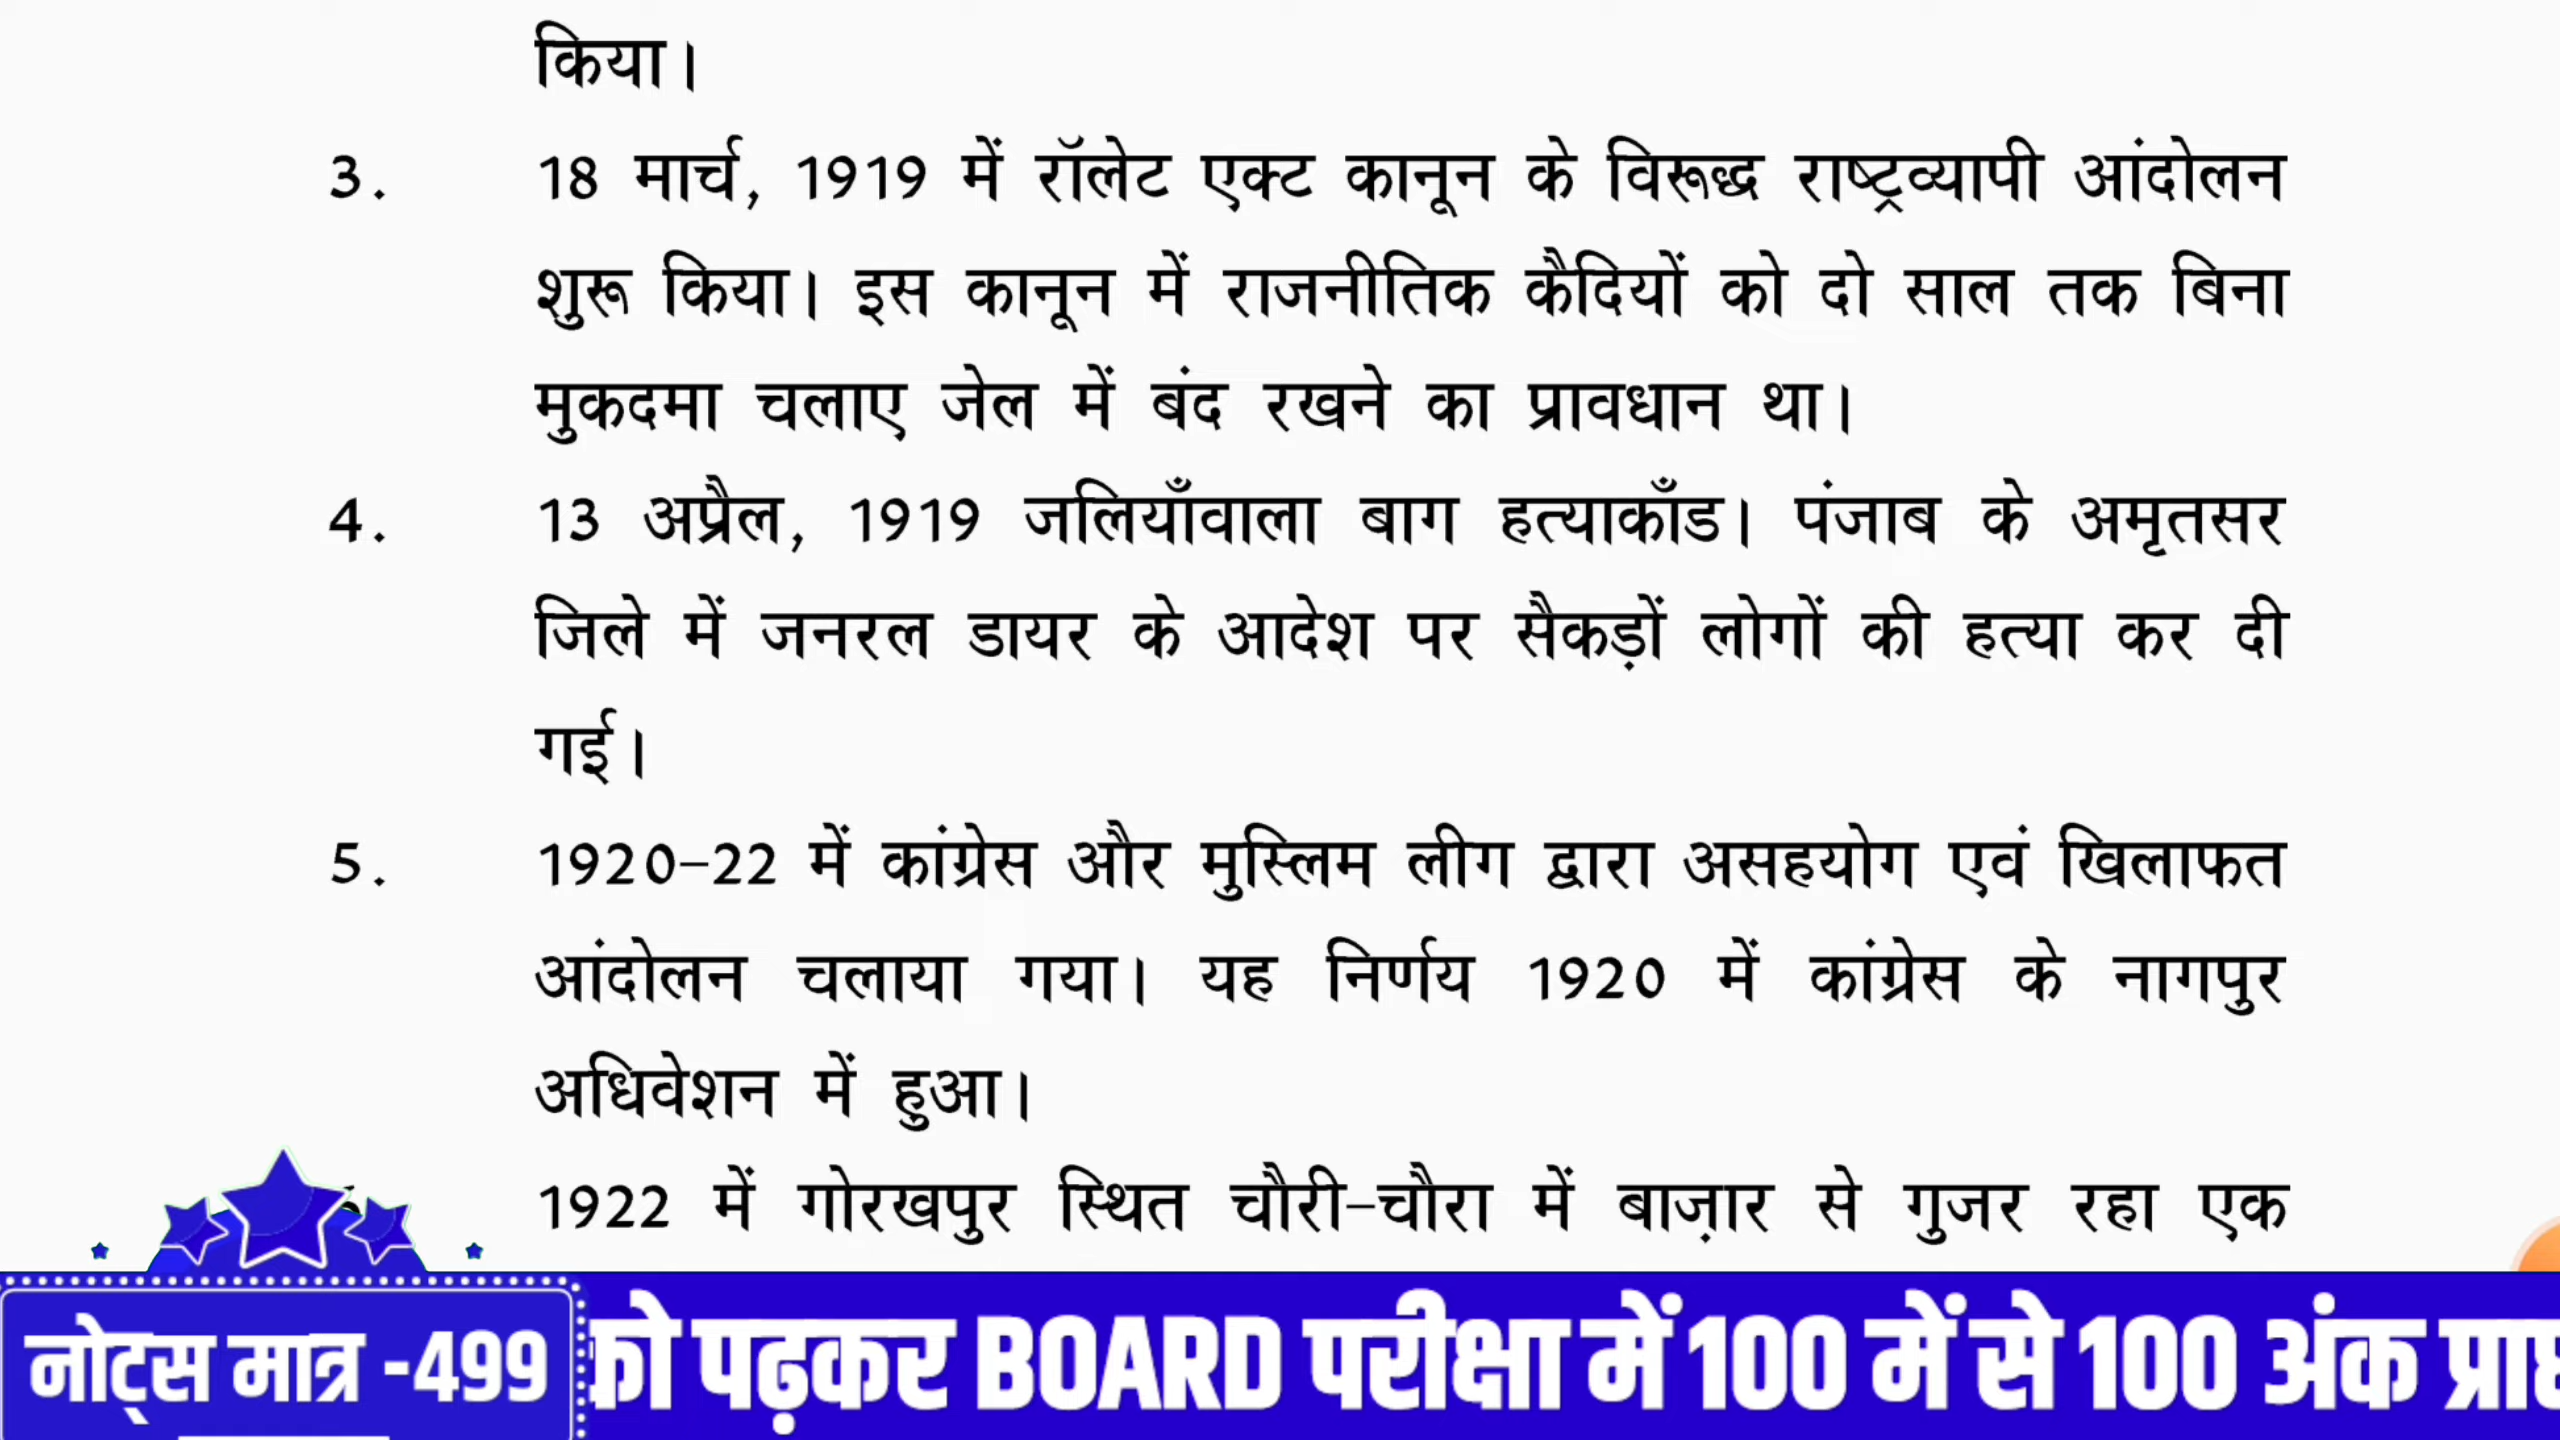 किया।
3. 18 मार्च, 1919 में रॉलेट एक्ट कानून के विरूद्ध राष्ट्रव्यापी आंदोलन
शुरू किया। इस कानून में राजनीतिक कैदियों को दो साल तक बिना
मुकदमा चलाए जेल में बंद रखने का प्रावधान था।
4. 13 अप्रैल, 1919 जलियाँवाला बाग हत्याकाँड। पंजाब के अमृतसर
जिले में जनरल डायर के आदेश पर सैकड़ों लोगों की हत्या कर दी
गई।
5. 1920-22 में कांग्रेस और मुस्लिम लीग द्वारा असहयोग एवं खिलाफत
आंदोलन चलाया गया। यह निर्णय 1920 में कांग्रेस के नागपुर
अधिवेशन में हुआ।
1922 में गोरखपुर स्थित चौरी-चौरा में बाज़ार से गुजर रहा एक
नोट्स मात्र -499
को पढ़कर BOARD परीक्षा में 100 में से 100 अंक